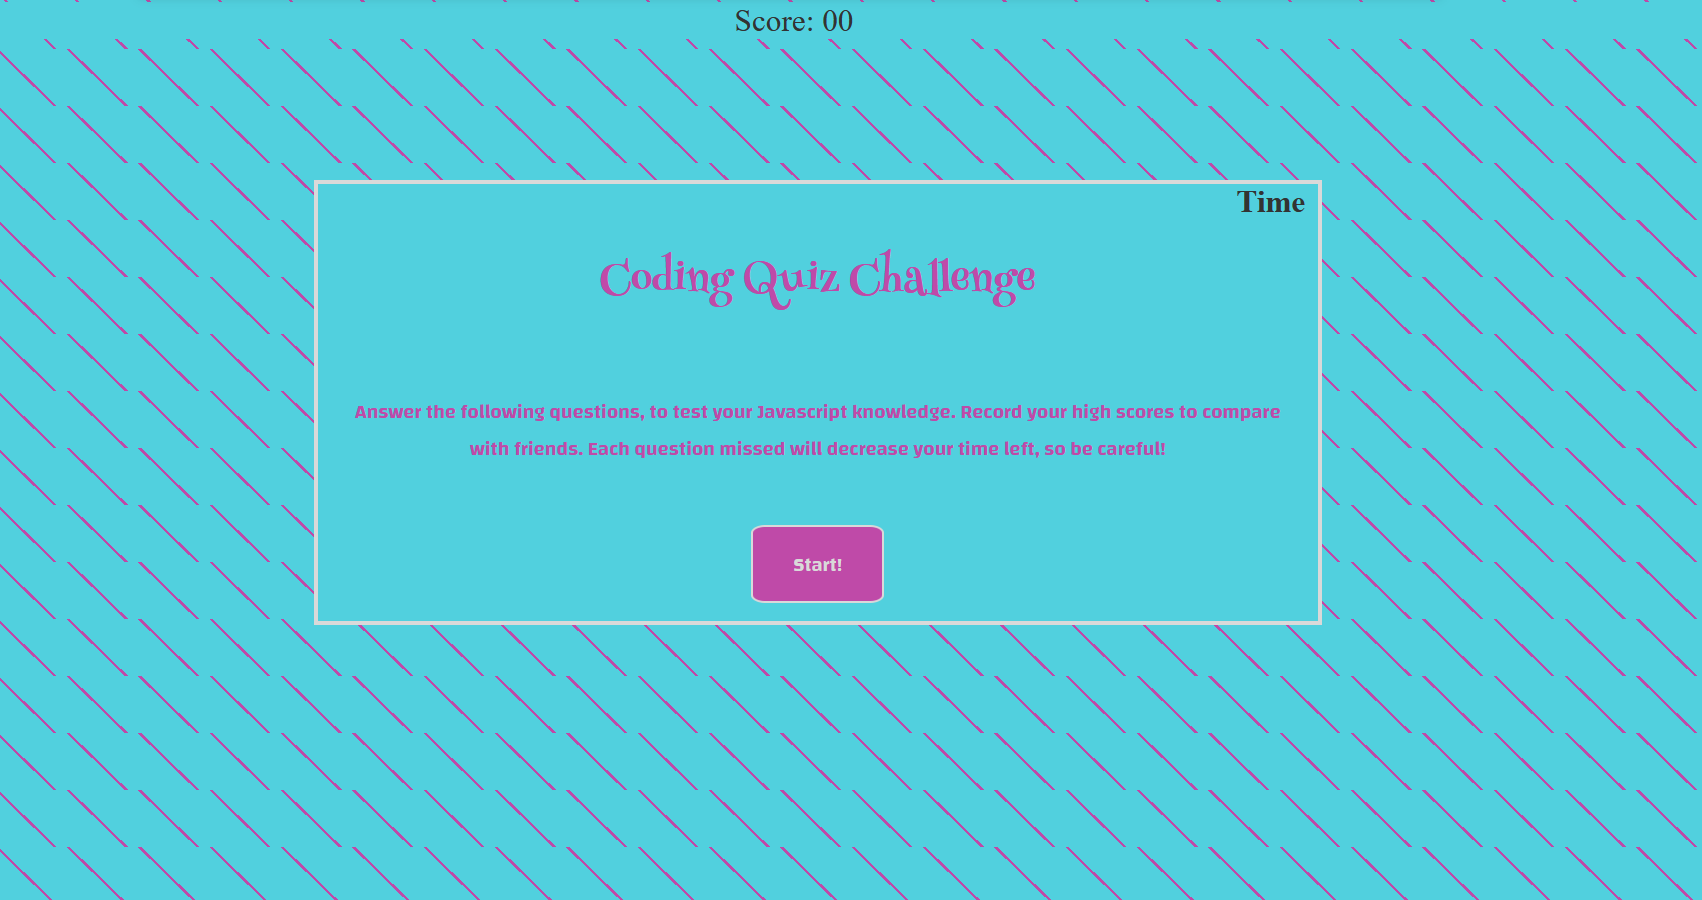 Score: 00
Time
Coding Quiz Challenge
Answer the following questions, to test your Javascript knowledge. Record your high scores to compare
with friends. Each question missed will decrease your time left, so be careful!
Start!